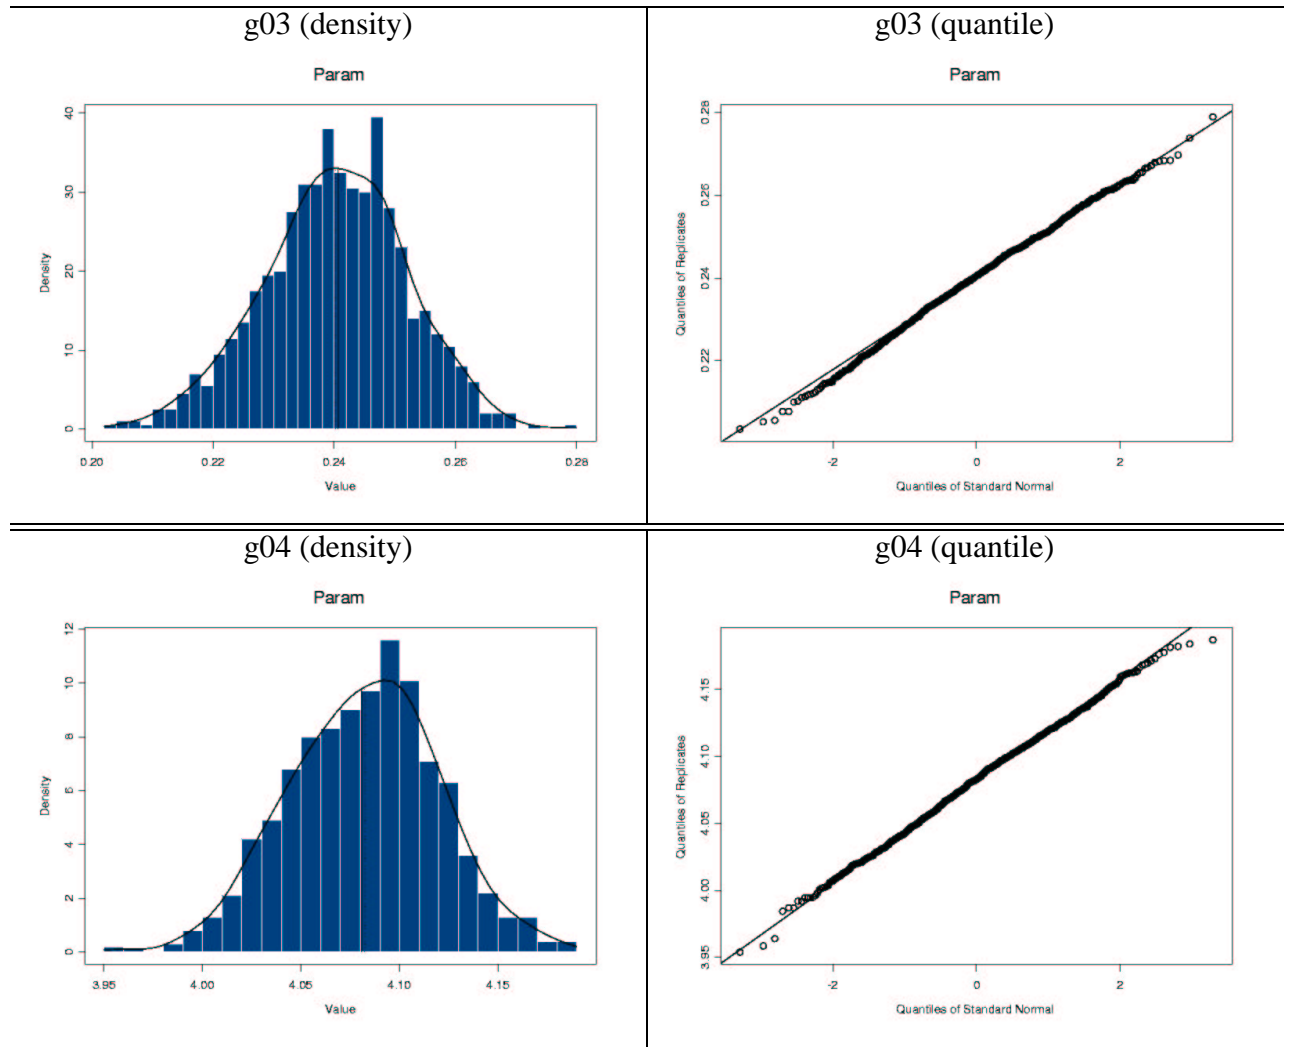 g03 (density)
g03 (quantile)
Param
Density
40
30
20
10
0
0.20 0.22 0.24 0.26 0.28
Value
Param
Quantiles of Replicates
0.28
0.26
0.24
0.22
-2 0 2
Quantiles of Standard Normal
g04 (density)
g04 (quantile)
Param
Density
12
10
8
6
4
2
0
3.95 4.00 4.05 4.10 4.15
Value
Param
Quantiles of Replicates
4.15
4.10
4.05
4.00
3.95
-2 0 2
Quantiles of Standard Normal